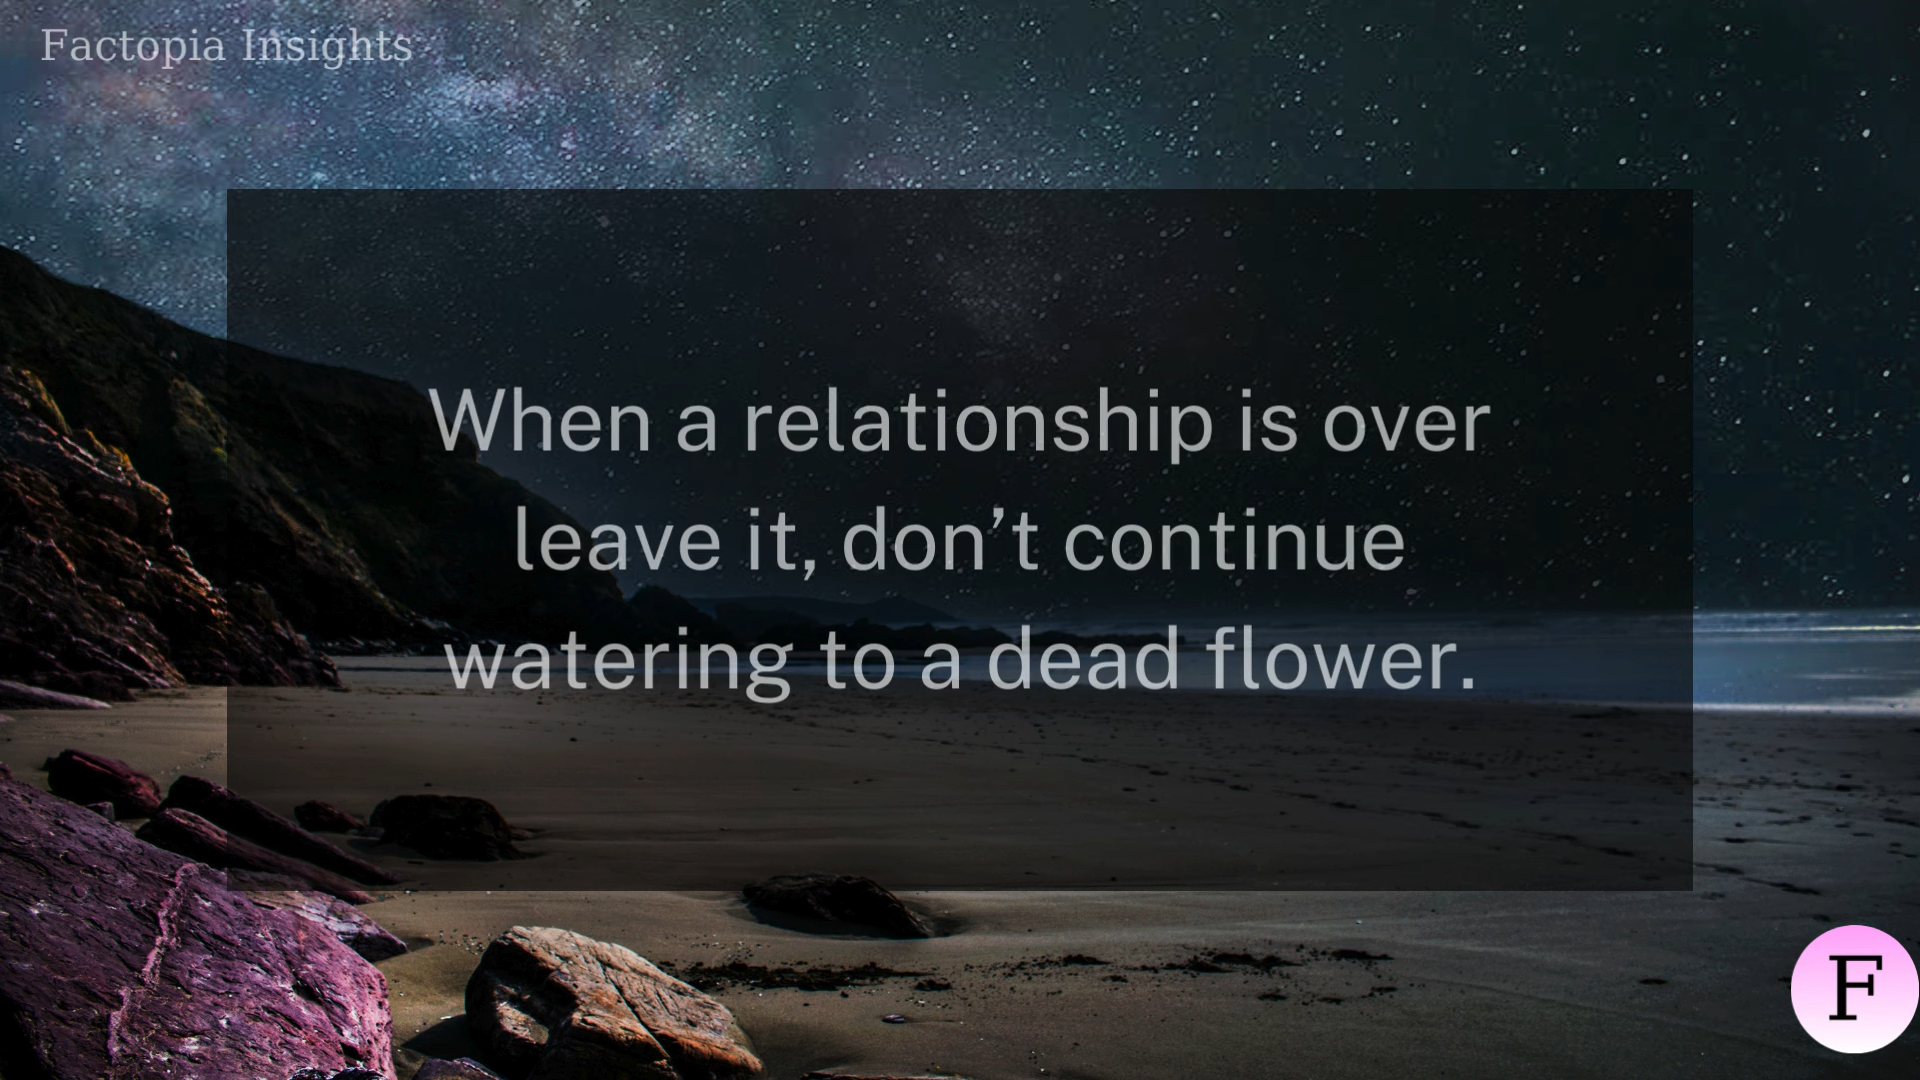 Factopia Insights
When a relationship is over
leave it, don’t continue
watering to a dead flower.
F